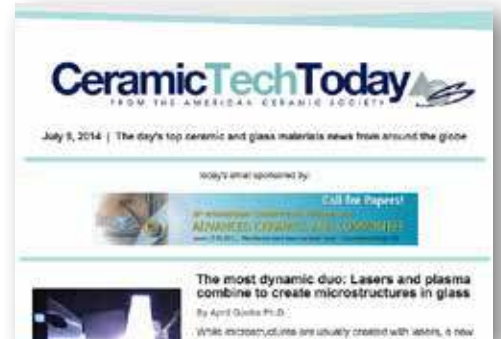 CeramicTechToday
FROM THE AMERICAN CERAMIC SOCIETY
July 9, 2014 | The day's top ceramic and glass materials news from around the globe
today's email sponsored by:
Call for Papers!
ADVANCED CERAMICS AND COMPOSITES
The most dynamic duo: Lasers and plasma
combine to create microstructures in glass
By April Gocha Ph.D.
While microstructures are usually created with lasers, a new